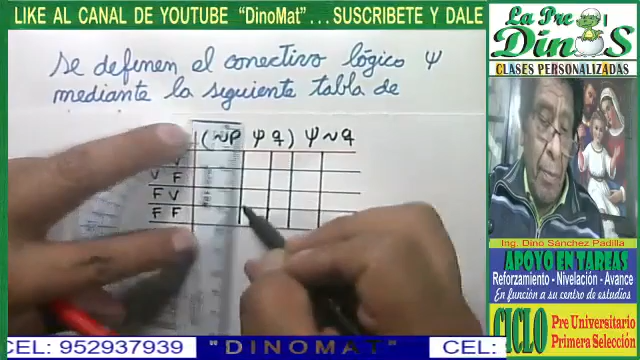 LIKE AL CANAL DE YOUTUBE “DinoMat”...SUSCRIBETE Y DALE
La Pre
DinoS
CLASES PERSONALIZADAS
Se definen el conectivo lógico ψ
mediante la siguiente tabla de
(~p ψ q) ψ ~q
V F
F V
F F
Ing. Dino Sánchez Padilla
APOYO EN TAREAS
Reforzamiento - Nivelación - Avance
En función a su centro de estudios
CICLO Pre Universitario
Primera Selección
CEL: 952937939 "DINOMAT" CEL: